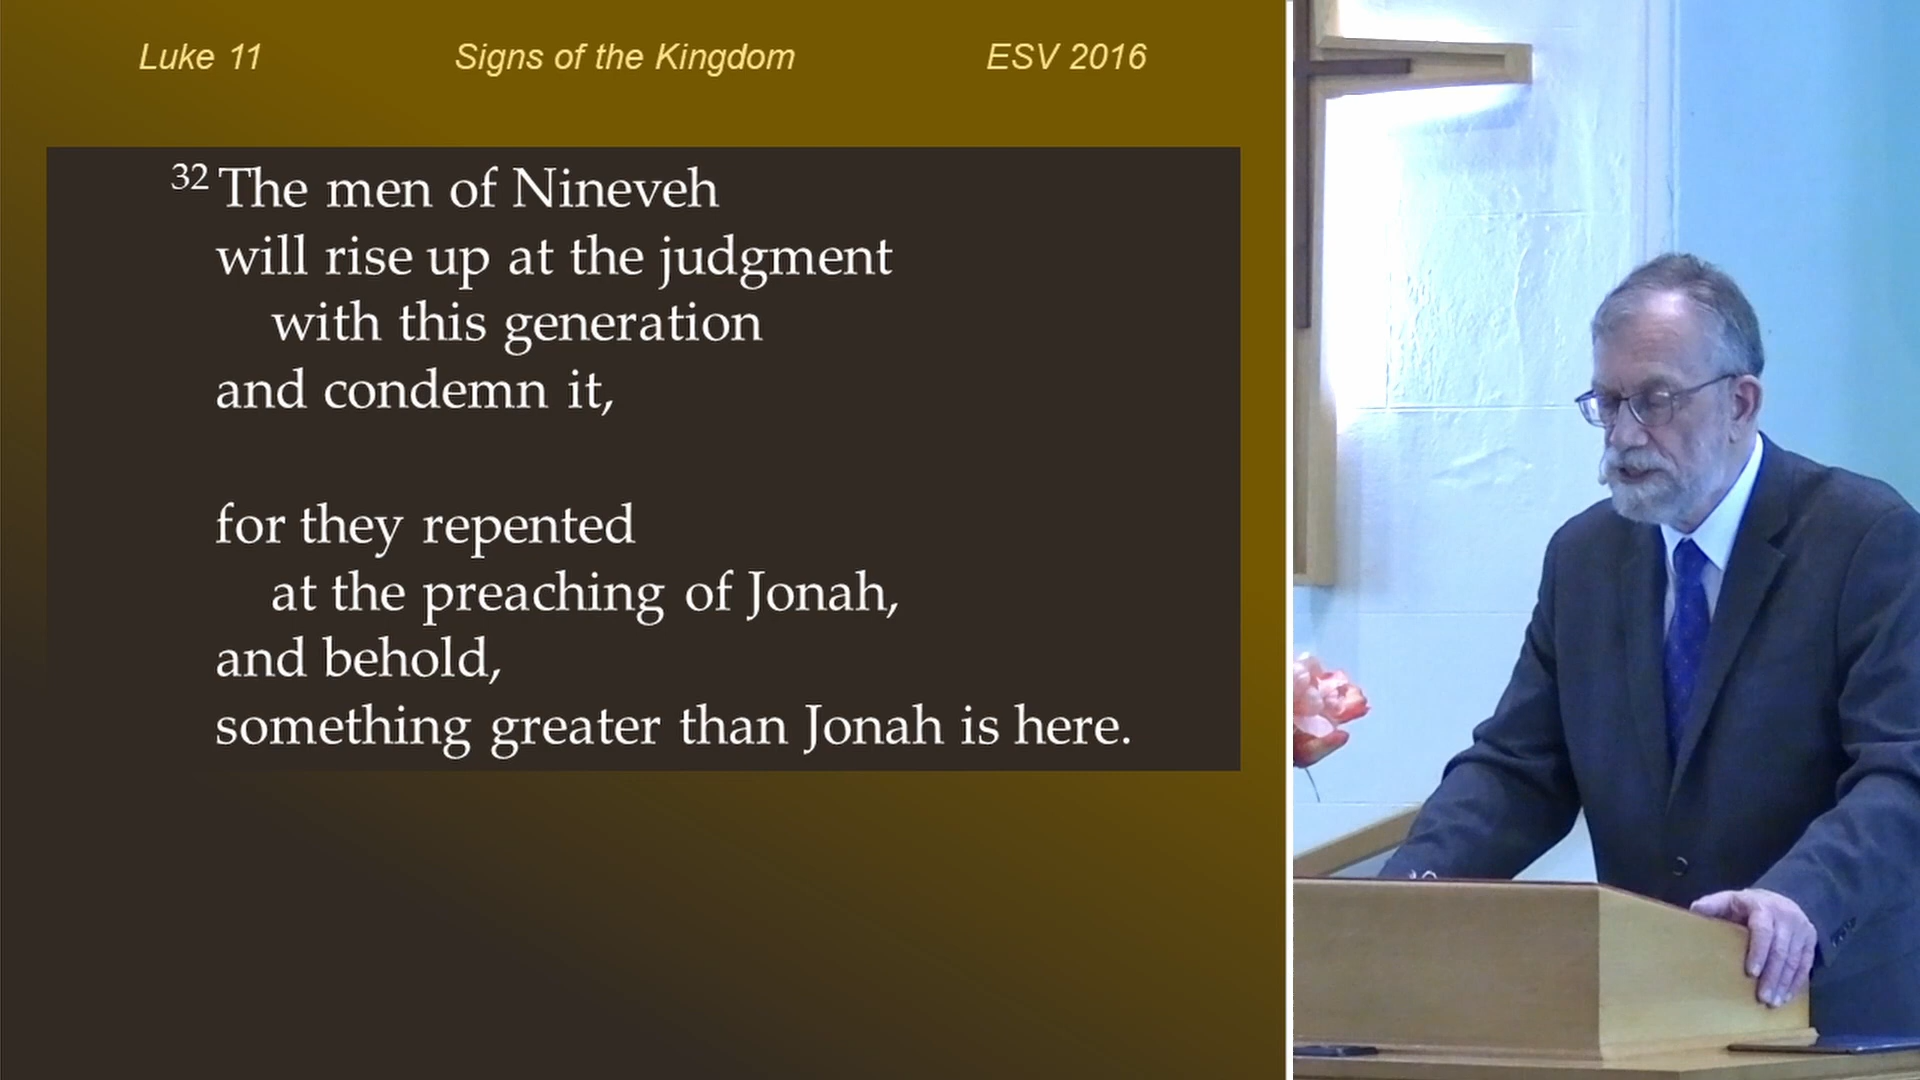 Luke 11 Signs of the Kingdom ESV 2016
32 The men of Nineveh
will rise up at the judgment
with this generation
and condemn it,
for they repented
at the preaching of Jonah,
and behold,
something greater than Jonah is here.